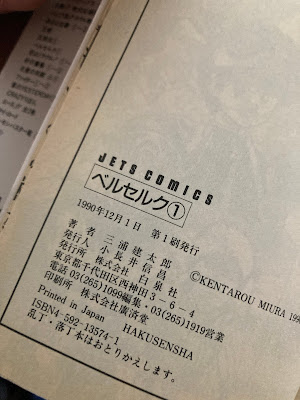 JETS COMICS
ベルセルク①
1990年12月1日 第1刷発行
著者 三浦建太郎
©KENTAROU MIURA 199
発行人 小長井信昌
発行所 株式会社 白泉社
東京都千代田区西神田3-6-4
電話 03(265)1099編集・03(265)1919営業
印刷所 株式会社廣済堂
Printed in Japan HAKUSENSHA
ISBN4-592-13574-1
乱丁・落丁本はおとりかえします。